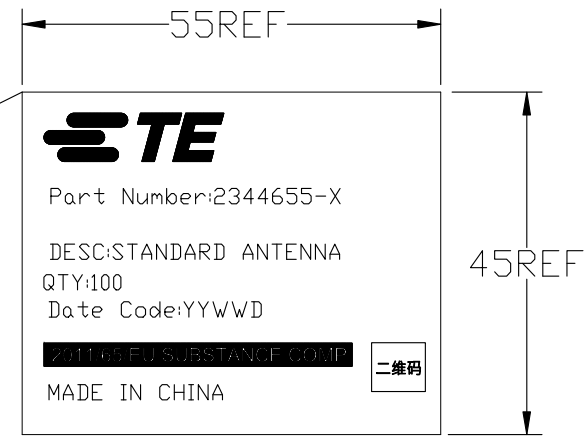 55REF
TE
Part Number:2344655-X
DESC:STANDARD ANTENNA
QTY:100
Date Code:YYWWD
2011/65 EU SUBSTANCE COMP
二维码
MADE IN CHINA
45REF